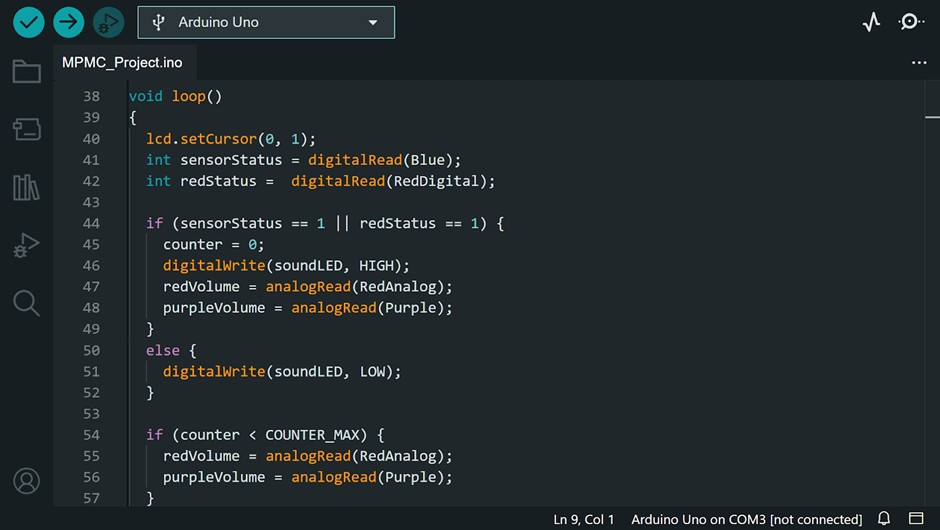 Arduino Uno
MPMC_Project.ino
38 void loop()
39 {
40   lcd.setCursor(0, 1);
41   int sensorStatus = digitalRead(Blue);
42   int redStatus =  digitalRead(RedDigital);
43
44   if (sensorStatus == 1 || redStatus == 1) {
45     counter = 0;
46     digitalWrite(soundLED, HIGH);
47     redVolume = analogRead(RedAnalog);
48     purpleVolume = analogRead(Purple);
49   }
50   else {
51     digitalWrite(soundLED, LOW);
52   }
53
54   if (counter < COUNTER_MAX) {
55     redVolume = analogRead(RedAnalog);
56     purpleVolume = analogRead(Purple);
57   }
Ln 9, Col 1 Arduino Uno on COM3 [not connected]